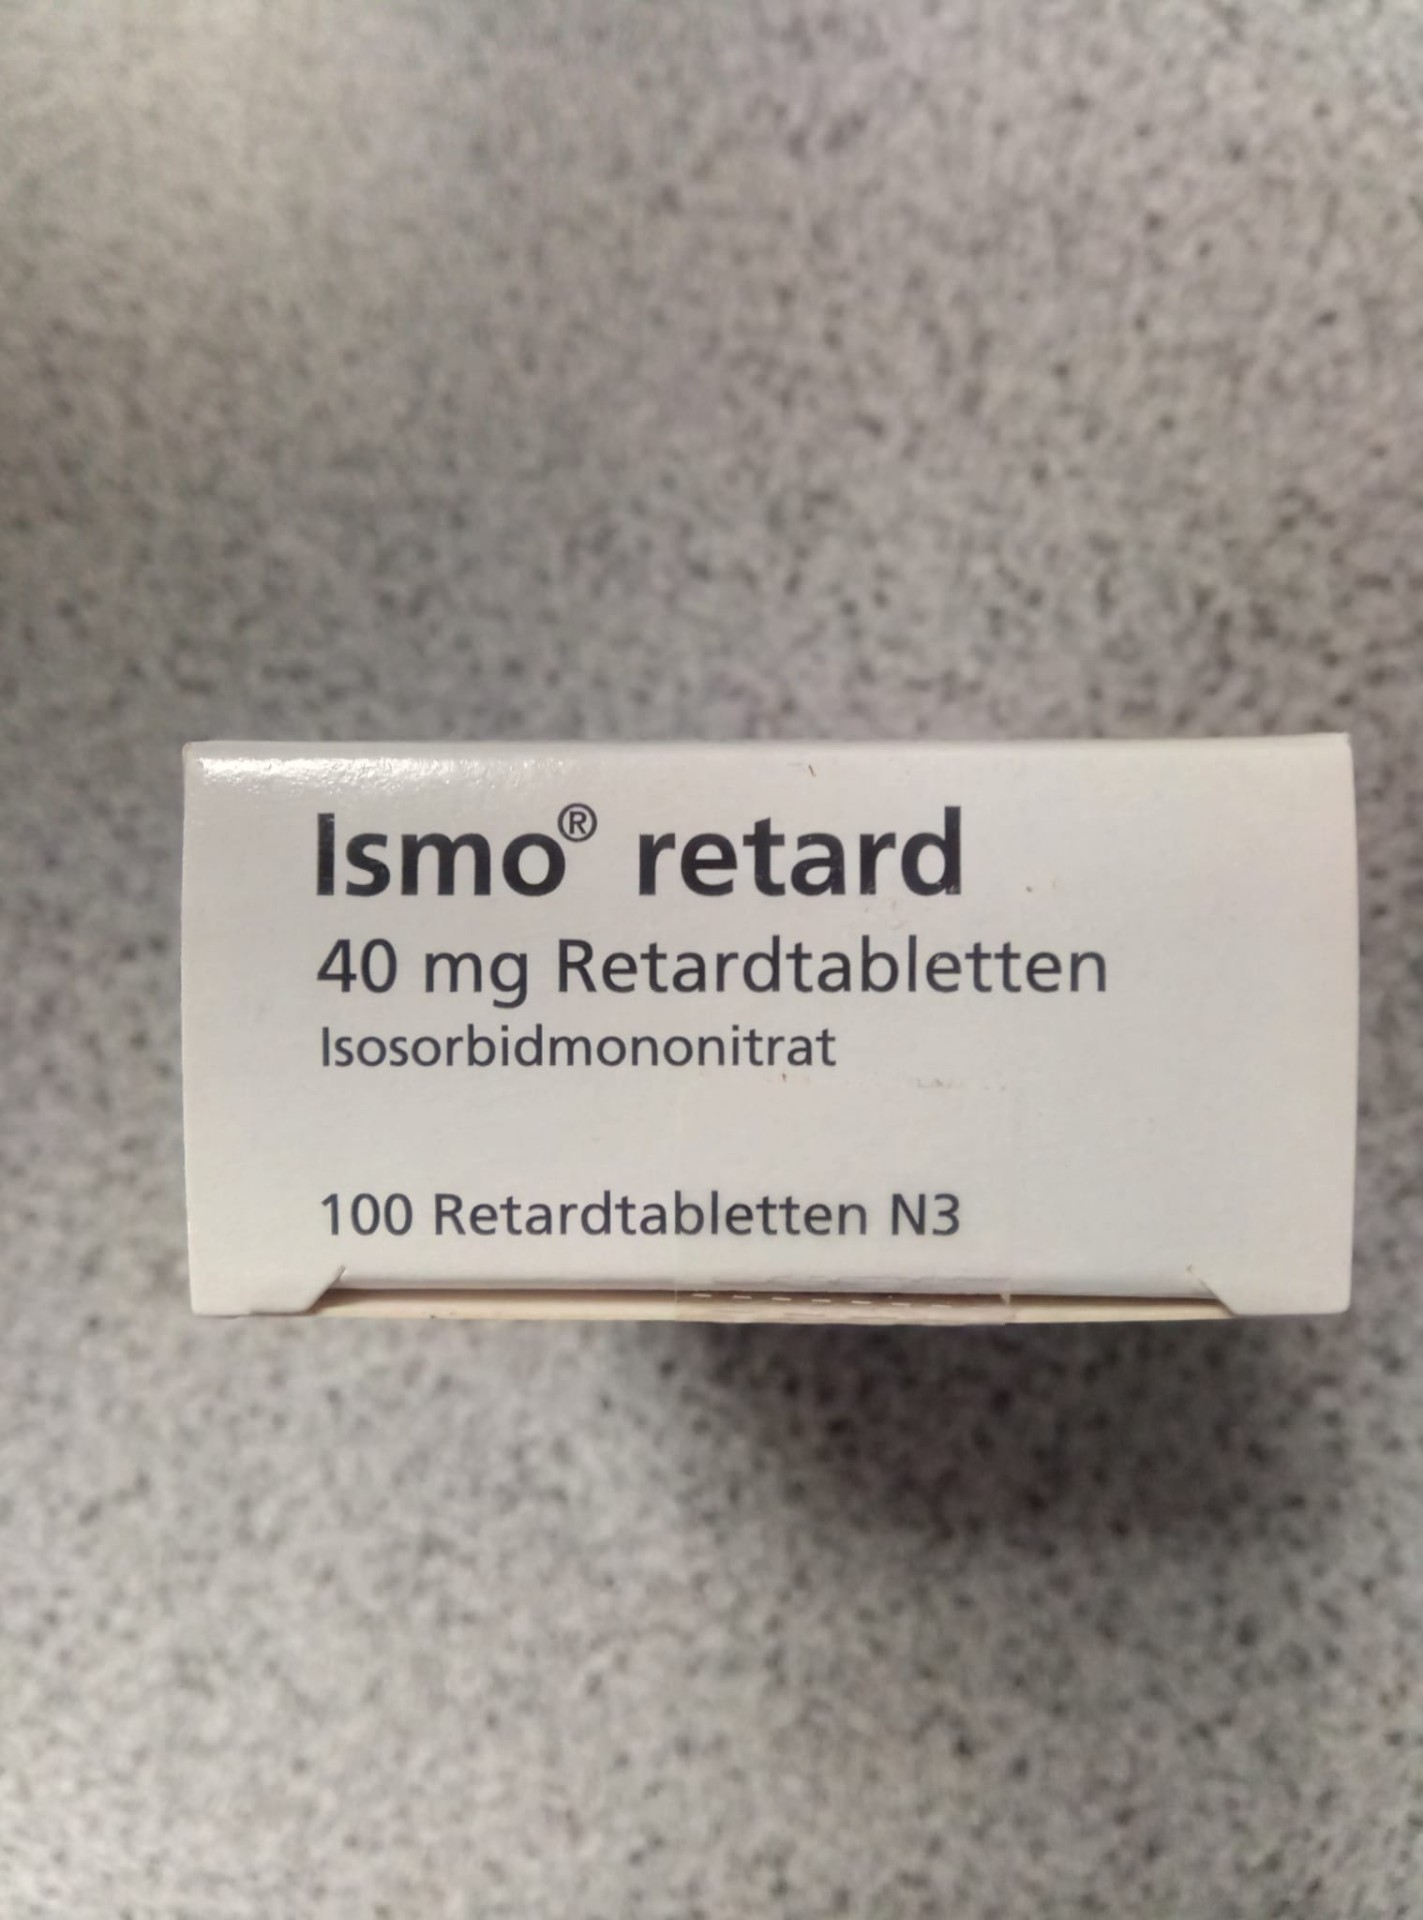 Ismo® retard
40 mg Retardtabletten
Isosorbidmononitrat
100 Retardtabletten N3